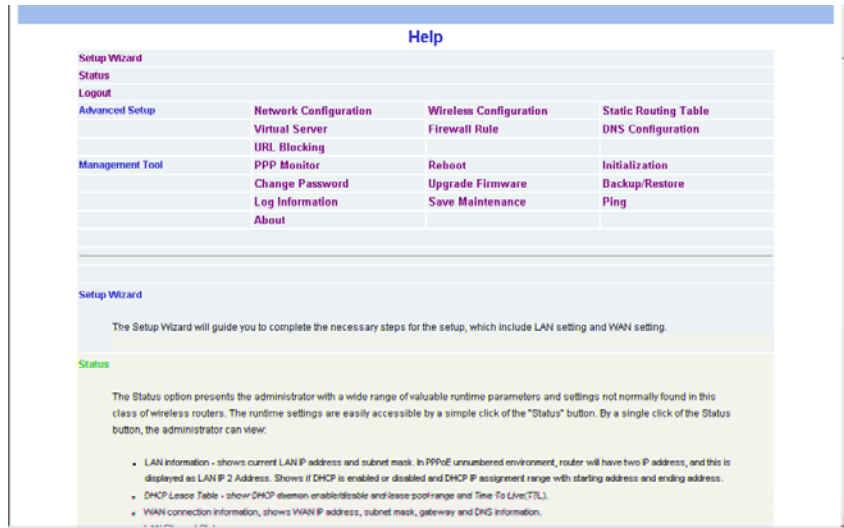 Help
Setup Wizard
Status
Logout
Advanced Setup Network Configuration Wireless Configuration Static Routing Table
Virtual Server Firewall Rule DNS Configuration
URL Blocking
Management Tool PPP Monitor Reboot Initialization
Change Password Upgrade Firmware Backup/Restore
Log Information Save Maintenance Ping
About
Setup Wizard
The Setup Wizard will guide you to complete the necessary steps for the setup, which include LAN setting and WAN setting.
Status
The Status option presents the administrator with a wide range of valuable runtime parameters and settings not normally found in this
class of wireless routers. The runtime settings are easily accessible by a simple click of the "Status" button. By a single click of the Status
button, the administrator can view:
• LAN information - shows current LAN IP address and subnet mask. In PPPoE unnumbered environment, router will have two IP address, and this is
displayed as LAN IP 2 Address. Shows if DHCP is enabled or disabled and DHCP IP assignment range with starting address and ending address.
• DHCP Lease Table - show DHCP daemon enable/disable and lease pool range and Time To Live(TTL).
• WAN connection information, shows WAN IP address, subnet mask, gateway and DNS information.